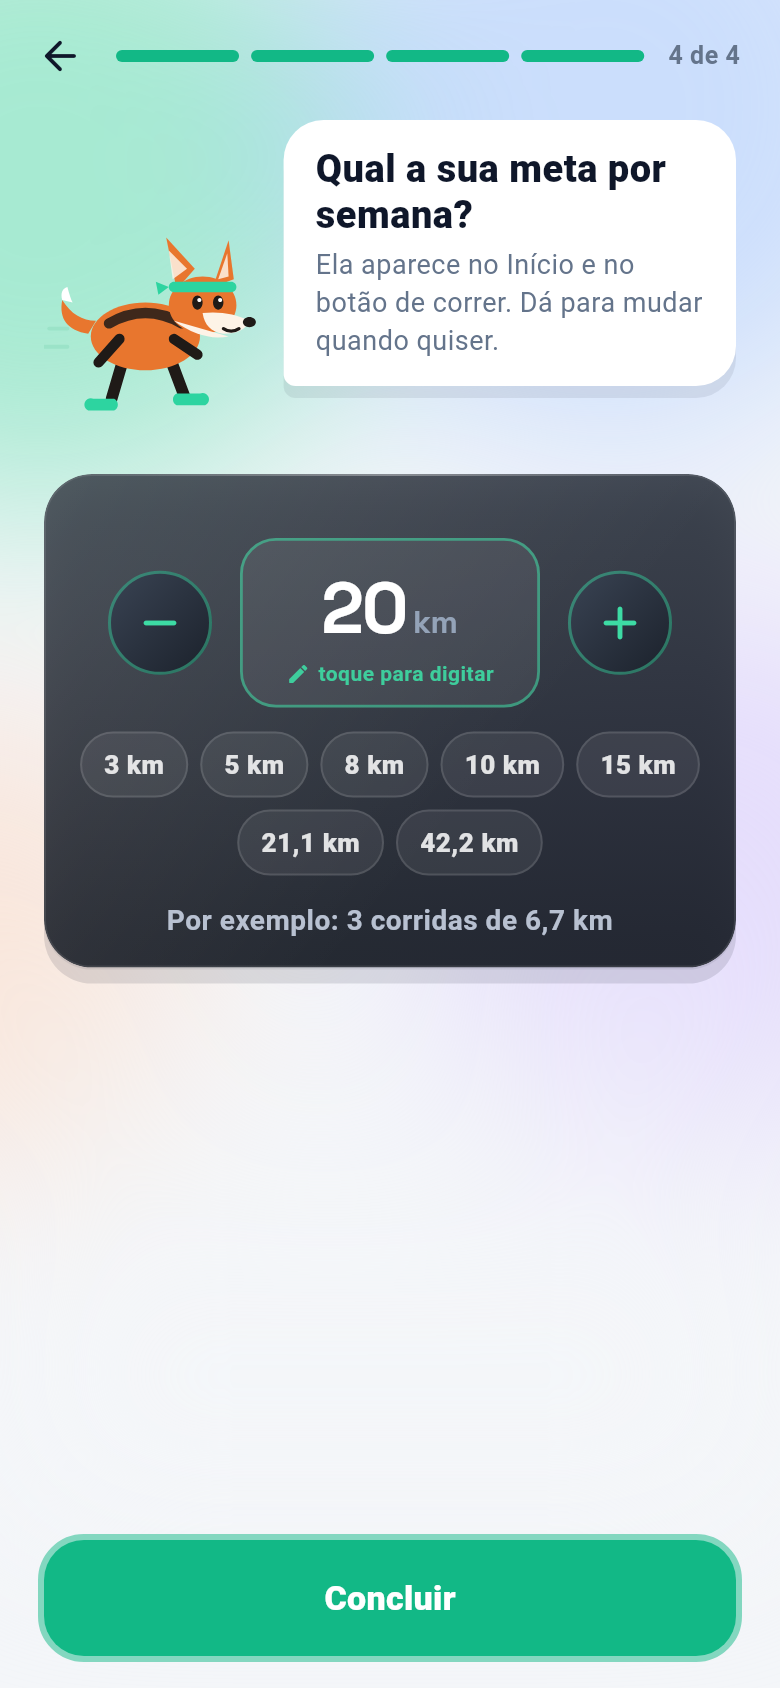 4 de 4
Qual a sua meta por
semana?
Ela aparece no Início e no
botão de correr. Dá para mudar
quando quiser.
20 km
toque para digitar
3 km
5 km
8 km
10 km
15 km
21,1 km
42,2 km
Por exemplo: 3 corridas de 6,7 km
Concluir